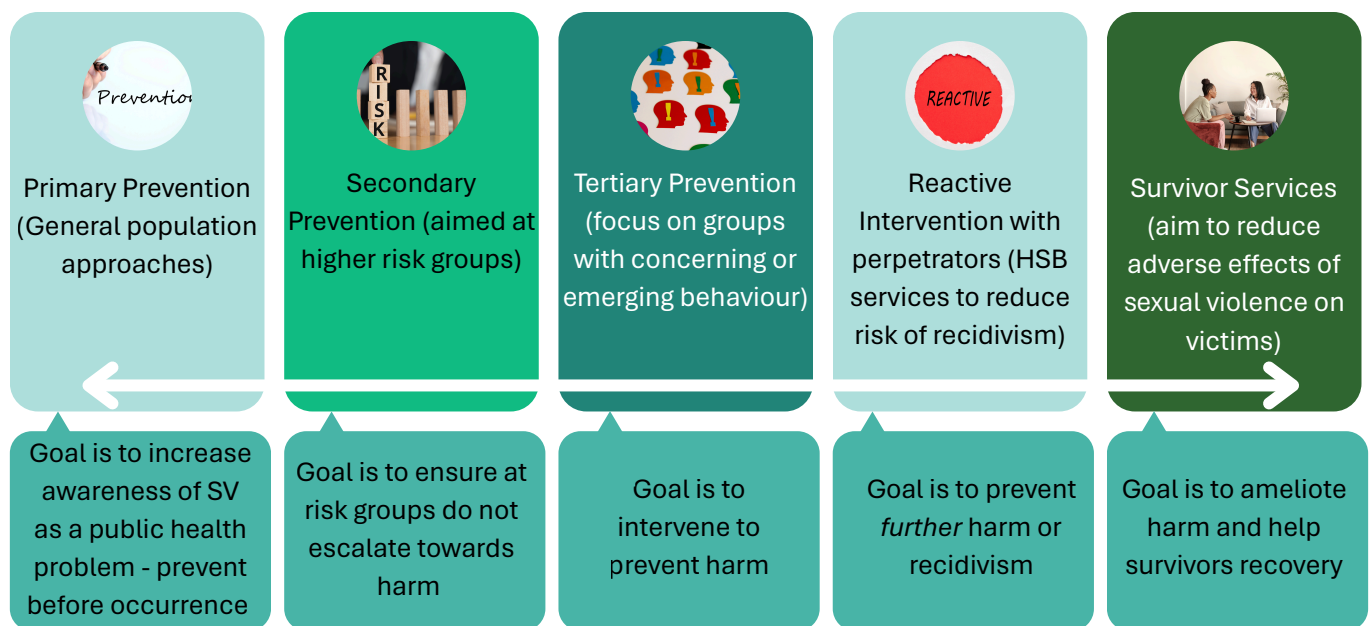 Prevention
Primary Prevention
(General population
approaches)
RISK
Secondary
Prevention (aimed at
higher risk groups)
Tertiary Prevention
(focus on groups
with concerning or
emerging behaviour)
REACTIVE
Reactive
Intervention with
perpetrators (HSB
services to reduce
risk of recidivism)
Survivor Services
(aim to reduce
adverse effects of
sexual violence on
victims)
Goal is to increase
awareness of SV
as a public health
problem - prevent
before occurrence
Goal is to ensure at
risk groups do not
escalate towards
harm
Goal is to
intervene to
prevent harm
Goal is to prevent
further harm or
recidivism
Goal is to ameliote
harm and help
survivors recovery